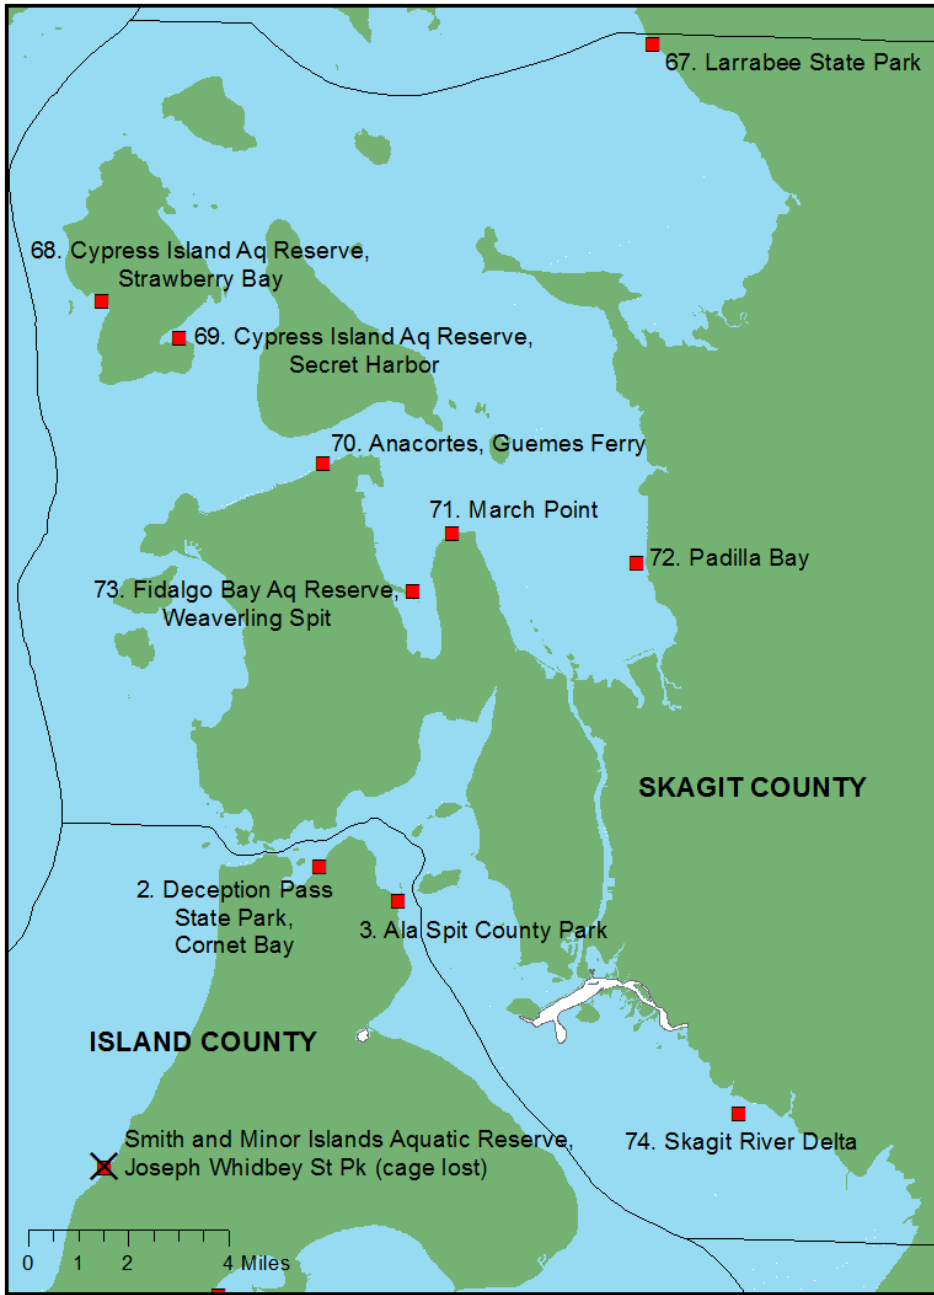 67. Larrabee State Park
68. Cypress Island Aq Reserve,
Strawberry Bay
69. Cypress Island Aq Reserve,
Secret Harbor
70. Anacortes, Guemes Ferry
71. March Point
72. Padilla Bay
73. Fidalgo Bay Aq Reserve,
Weaverling Spit
SKAGIT COUNTY
2. Deception Pass
State Park,
Cornet Bay
3. Ala Spit County Park
ISLAND COUNTY
74. Skagit River Delta
Smith and Minor Islands Aquatic Reserve,
Joseph Whidbey St Pk (cage lost)
0 1 2 4 Miles